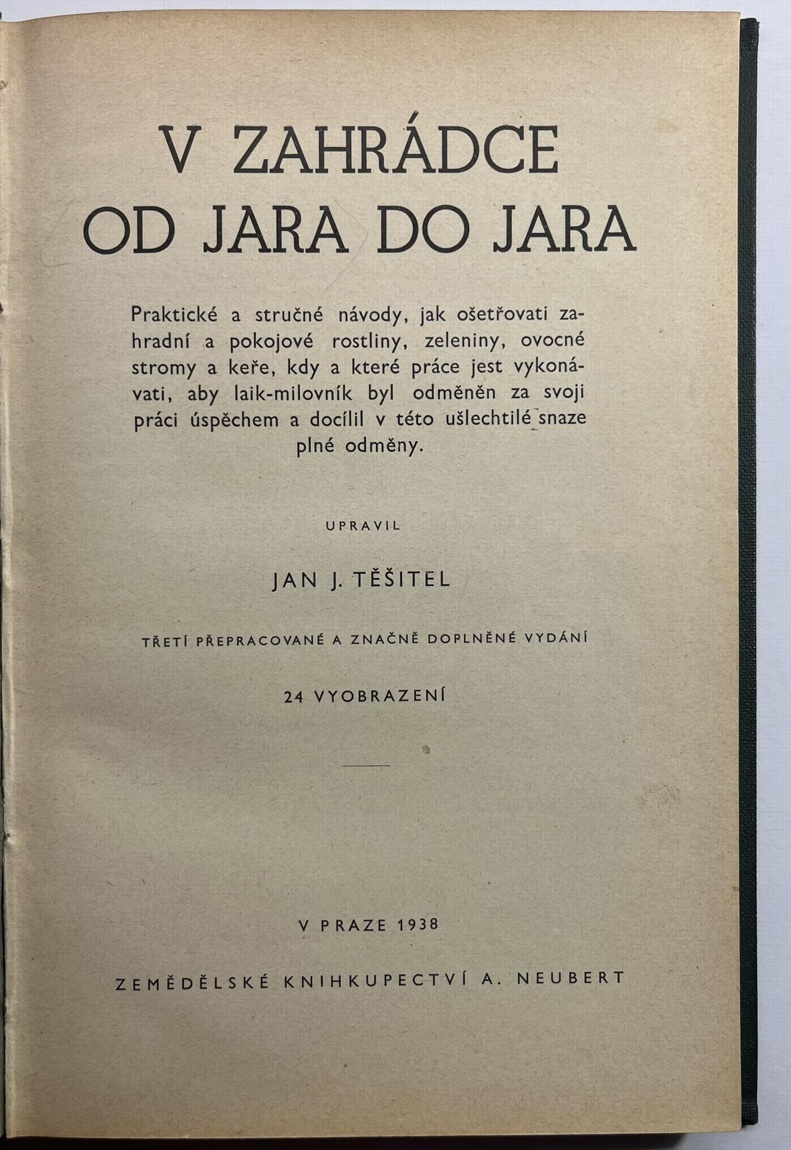 V ZAHRÁDCE
OD JARA DO JARA
Praktické a stručné návody, jak ošetřovati za-
hradní a pokojové rostliny, zeleniny, ovocné
stromy a keře, kdy a které práce jest vykoná-
vati, aby laik-milovník byl odměněn za svoji
práci úspěchem a docílil v této ušlechtilé snaze
plné odměny.
UPRAVIL
JAN J. TĚŠITEL
TŘETÍ PŘEPRACOVANÉ A ZNAČNĚ DOPLNĚNÉ VYDÁNÍ
24 VYOBRAZENÍ
V PRAZE 1938
ZEMĚDĚLSKÉ KNIHKUPECTVÍ A. NEUBERT